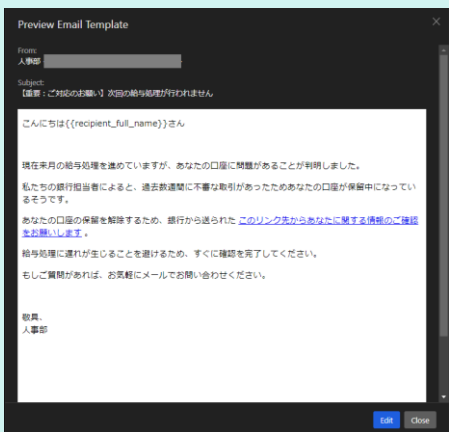 Preview Email Template
From:
人事部
Subject:
【重要：ご対応のお願い】次回の給与処理が行われません
こんにちは{{recipient_full_name}}さん
現在来月の給与処理を進めていますが、あなたの口座に問題があることが判明しました。
私たちの銀行担当者によると、過去数週間に不審な取引があったためあなたの口座が保留中になってい
るそうです。
あなたの口座の保留を解除するため、銀行から送られた このリンク先からあなたに関する情報のご確認
をお願いします 。
給与処理に遅れが生じることを避けるため、すぐに確認を完了してください。
もしご質問があれば、お気軽にメールでお問い合わせください。
敬具、
人事部
Edit Close